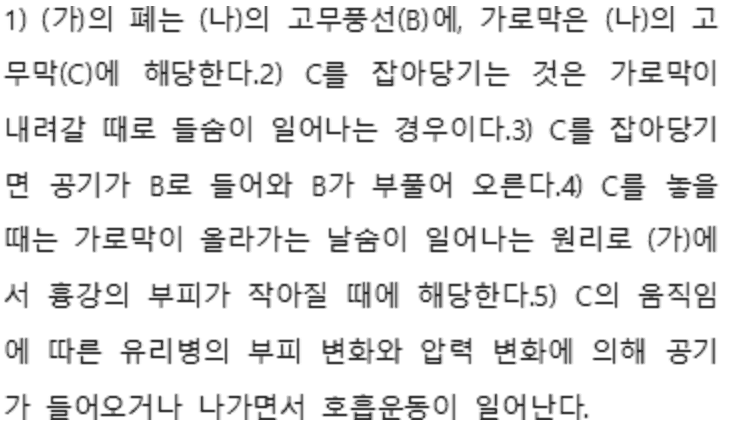 1) (가)의 폐는 (나)의 고무풍선(B)에, 가로막은 (나)의 고
무막(C)에 해당한다.2) C를 잡아당기는 것은 가로막이
내려갈 때로 들숨이 일어나는 경우이다.3) C를 잡아당기
면 공기가 B로 들어와 B가 부풀어 오른다.4) C를 놓을
때는 가로막이 올라가는 날숨이 일어나는 원리로 (가)에
서 흉강의 부피가 작아질 때에 해당한다.5) C의 움직임
에 따른 유리병의 부피 변화와 압력 변화에 의해 공기
가 들어오거나 나가면서 호흡운동이 일어난다.